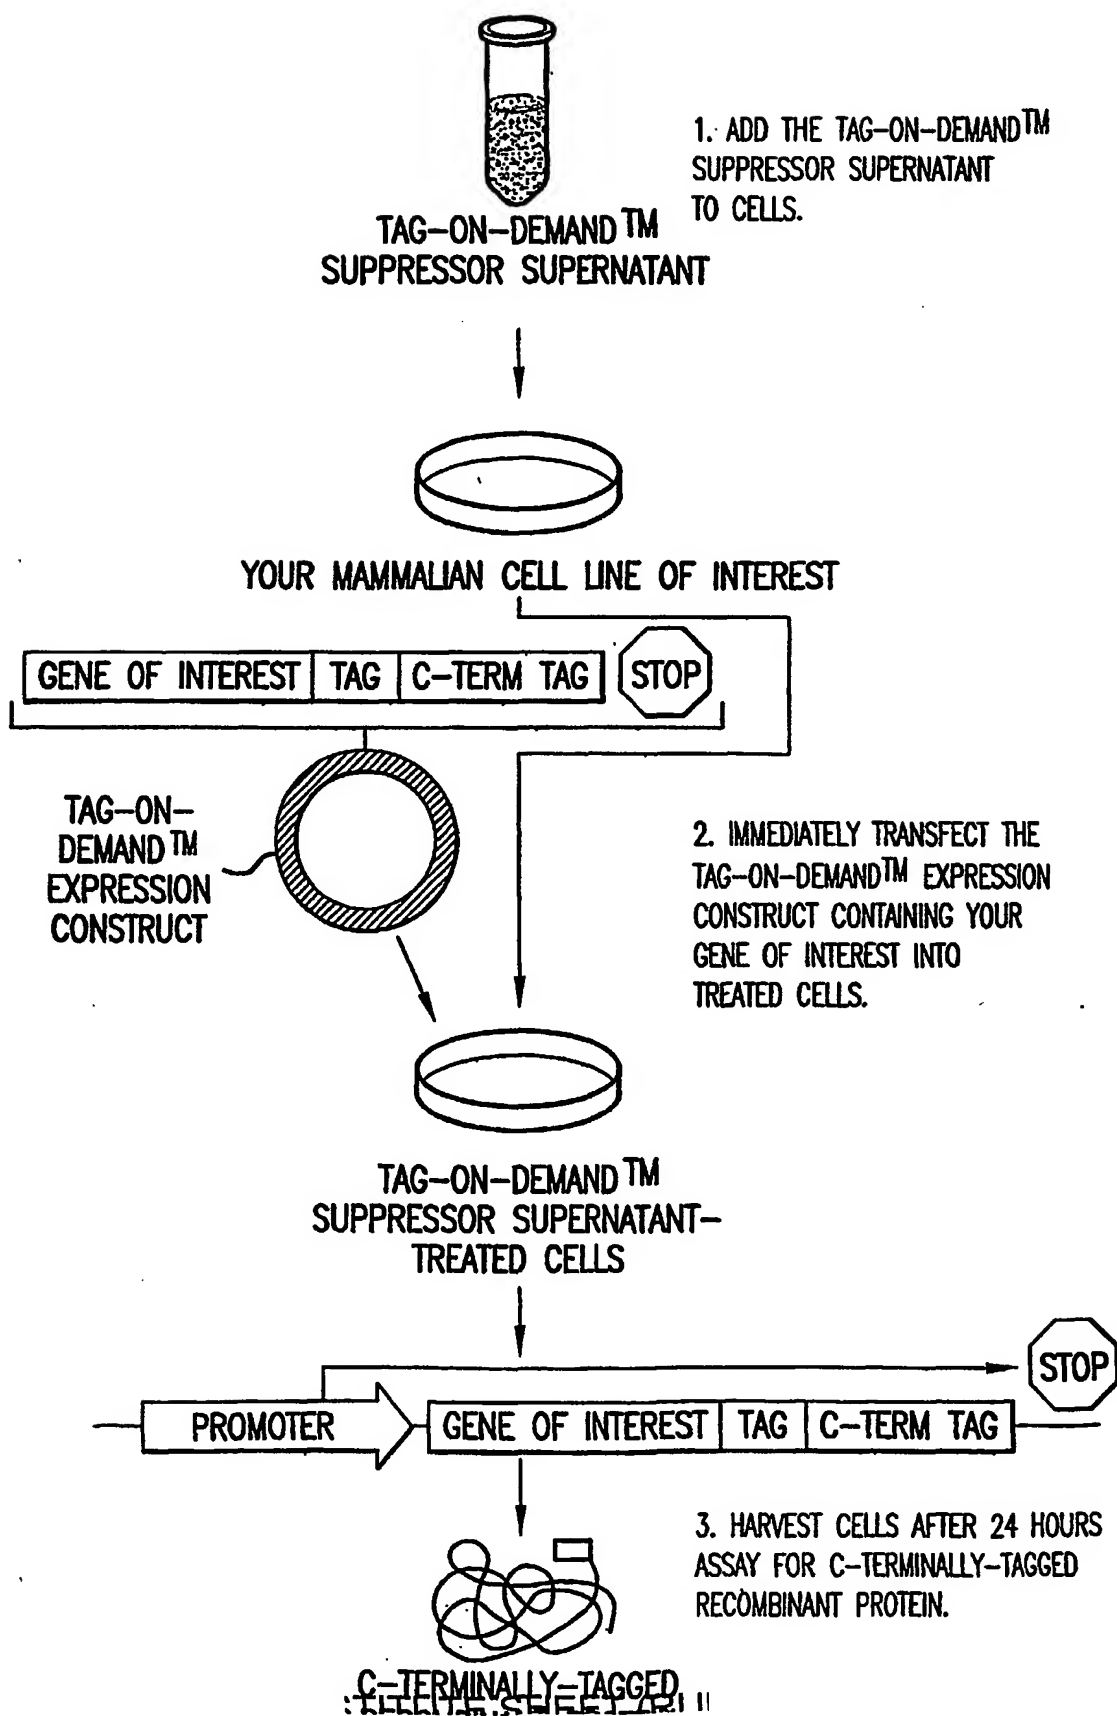 1. ADD THE TAG-ON-DEMAND™
SUPPRESSOR SUPERNATANT
TO CELLS.
TAG-ON-DEMAND™
SUPPRESSOR SUPERNATANT
YOUR MAMMALIAN CELL LINE OF INTEREST
GENE OF INTEREST TAG C-TERM TAG STOP
TAG-ON-
DEMAND™
EXPRESSION
CONSTRUCT
2. IMMEDIATELY TRANSFECT THE
TAG-ON-DEMAND™ EXPRESSION
CONSTRUCT CONTAINING YOUR
GENE OF INTEREST INTO
TREATED CELLS.
TAG-ON-DEMAND™
SUPPRESSOR SUPERNATANT-
TREATED CELLS
STOP
PROMOTER GENE OF INTEREST TAG C-TERM TAG
3. HARVEST CELLS AFTER 24 HOURS
ASSAY FOR C-TERMINALLY-TAGGED
RECOMBINANT PROTEIN.
C-TERMINALLY-TAGGED